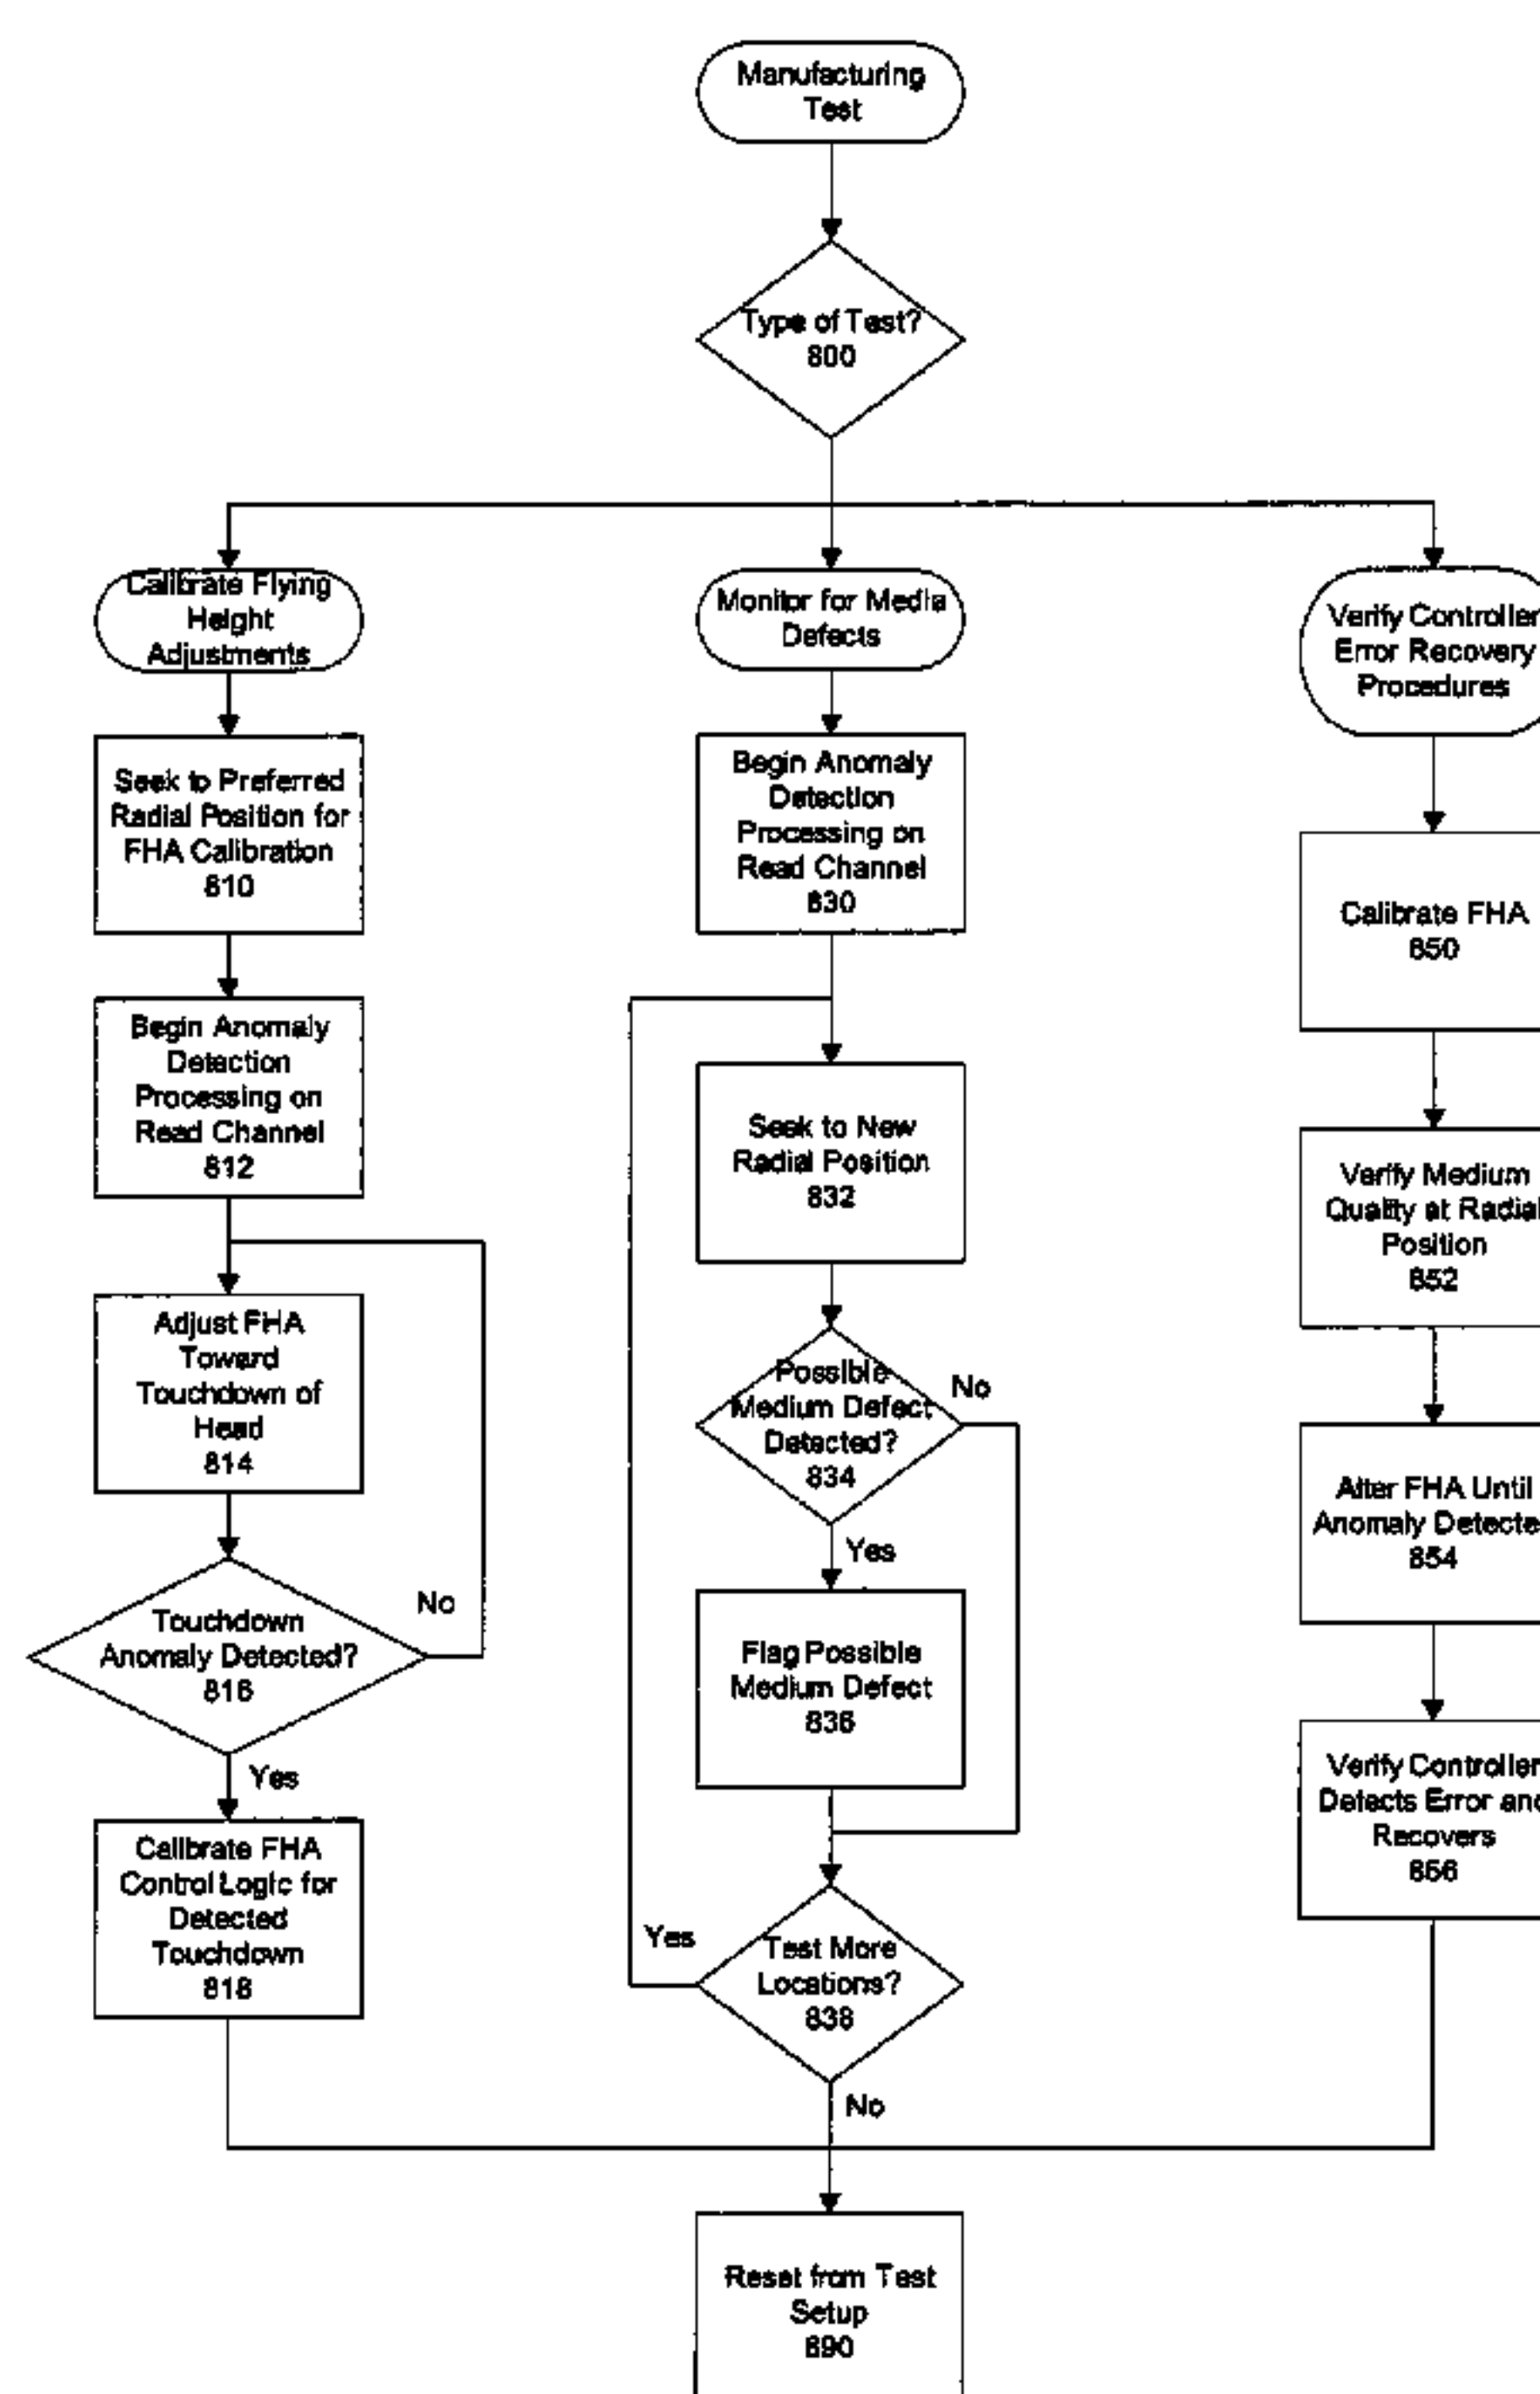 Manufacturing
Test
Type of Test?
800
Calibrate Flying
Height
Adjustments
Seek to Preferred
Radial Position for
FHA Calibration
810
Begin Anomaly
Detection
Processing on
Read Channel
812
Adjust FHA
Toward
Touchdown of
Head
814
No
Touchdown
Anomaly Detected?
816
Yes
Calibrate FHA
Control Logic for
Detected
Touchdown
818
Monitor for Media
Defects
Begin Anomaly
Detection
Processing on
Read Channel
830
Seek to New
Radial Position
832
Possible
Medium Defect
Detected?
834
No
Yes
Flag Possible
Medium Defect
836
Yes
Test More
Locations?
838
No
Verify Controller
Error Recovery
Procedures
Calibrate FHA
850
Verify Medium
Quality at Radial
Position
852
Alter FHA Until
Anomaly Detecte
854
Verify Controller
Detects Error and
Recovers
856
Reset from Test
Setup
890